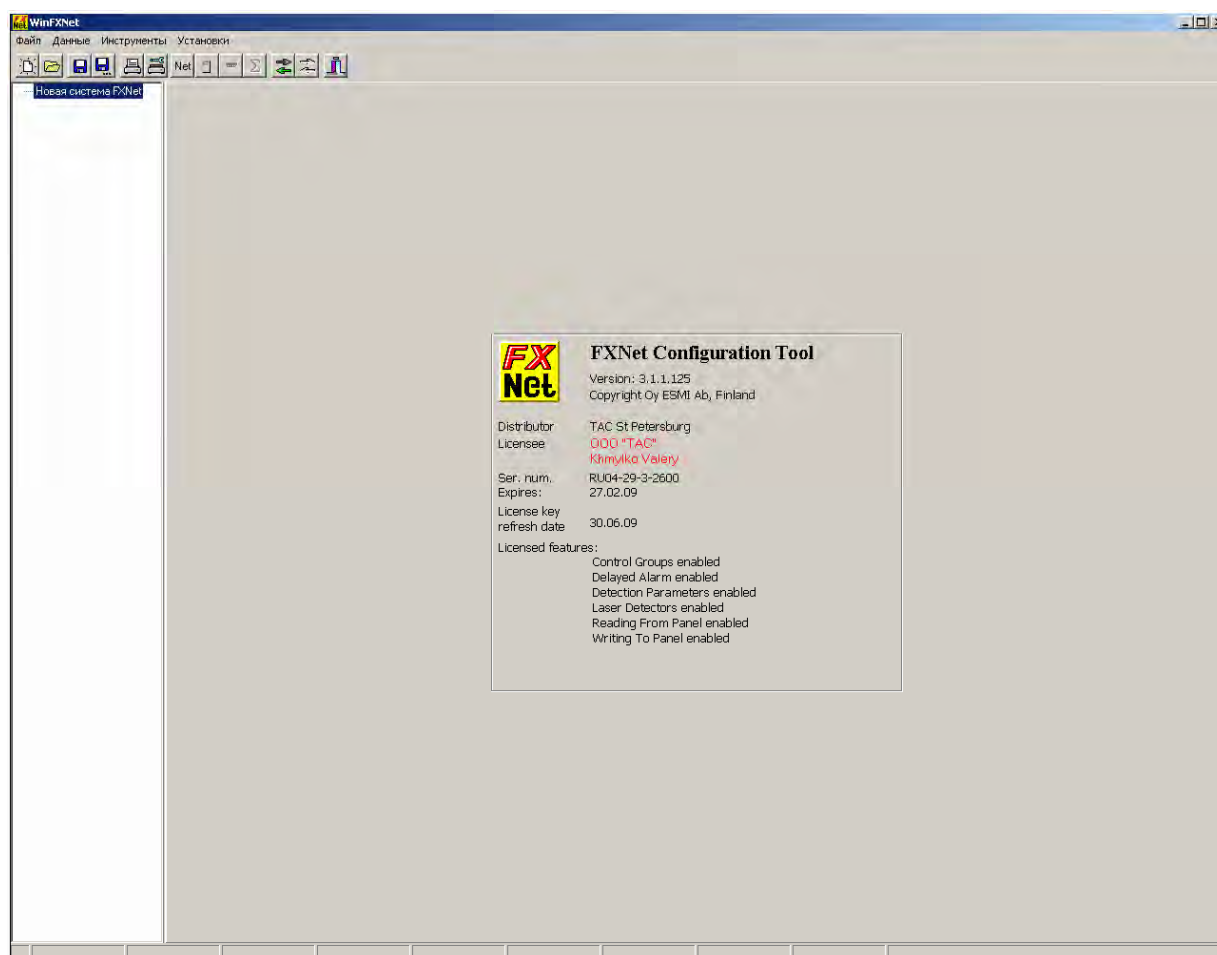 WinFXNet
Файл Данные Инструменты Установки
Net Σ
Новая система FXNet
FX
Net
FXNet Configuration Tool
Version: 3.1.1.125
Copyright Oy ESMI Ab, Finland
Distributor TAC St Petersburg
Licensee ООО "ТАС"
Khmylko Valery
Ser. num. RU04-29-3-2600
Expires: 27.02.09
License key
refresh date 30.06.09
Licensed features:
Control Groups enabled
Delayed Alarm enabled
Detection Parameters enabled
Laser Detectors enabled
Reading From Panel enabled
Writing To Panel enabled